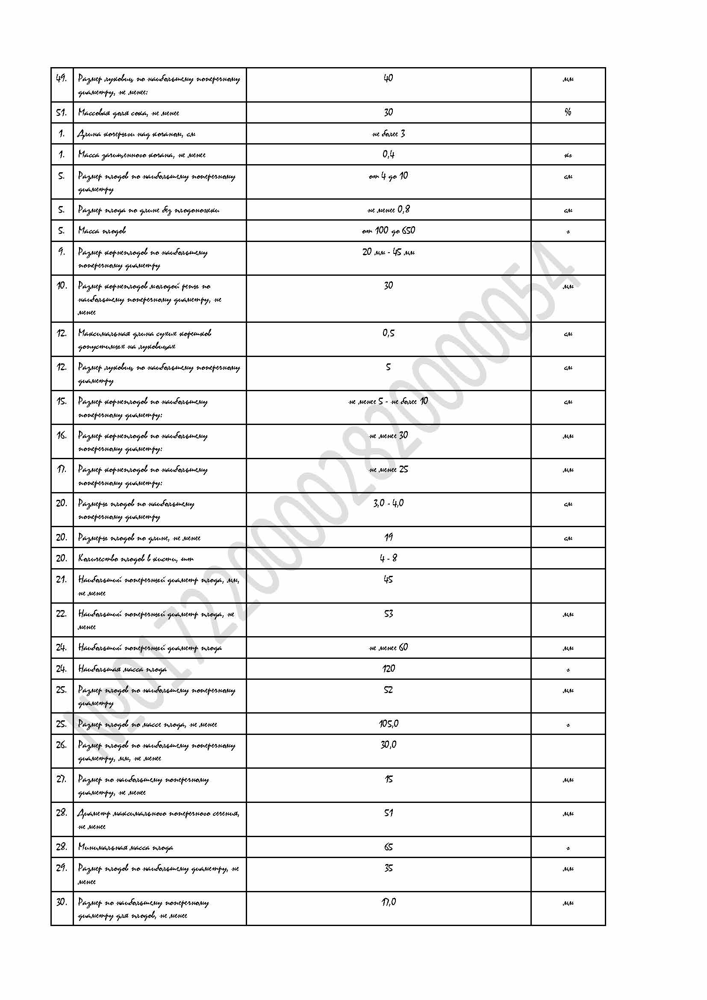 49. Размер луковиц по наибольшему поперечному 40 мм
диаметру, не менее:
51. Массовая доля сока, не менее 30 %
1. Длина кочерыги над кочаном, см не более 3
1. Масса зачищенного кочана, не менее 0,4 кг
5. Размер плодов по наибольшему поперечному от 4 до 10 см
диаметру
5. Размер плода по длине без плодоножки не менее 0,8 см
5. Масса плодов от 100 до 650 г
9. Размер корнеплодов по наибольшему 20 мм - 45 мм
поперечному диаметру
10. Размер корнеплодов молодой репы по 30 мм
наибольшему поперечному диаметру, не
менее
12. Максимальная длина сухих корешков 0,5 см
допустимых на луковицах
12. Размер луковиц по наибольшему поперечному 5 см
диаметру
15. Размер корнеплодов по наибольшему не менее 5 - не более 10 см
поперечному диаметру:
16. Размер корнеплодов по наибольшему не менее 30 мм
поперечному диаметру:
17. Размер корнеплодов по наибольшему не менее 25 мм
поперечному диаметру:
20. Размеры плодов по наибольшему 3,0 - 4,0 см
поперечному диаметру
20. Размеры плодов по длине, не менее 19 см
20. Количество плодов в кисти, шт 4 - 8
21. Наибольший поперечный диаметр плода, мм, 45
не менее
22. Наибольший поперечный диаметр плода, не 53 мм
менее
24. Наибольший поперечный диаметр плода не менее 60 мм
24. Наибольшая масса плода 120 г
25. Размер плодов по наибольшему поперечному 52 мм
диаметру
25. Размер плодов по массе плода, не менее 105,0 г
26. Размер плодов по наибольшему поперечному 30,0
диаметру, мм, не менее
27. Размер по наибольшему поперечному 15 мм
диаметру, не менее
28. Диаметр максимального поперечного сечения, 51 мм
не менее
28. Минимальная масса плода 65 г
29. Размер плодов по наибольшему диаметру, не 35 мм
менее
30. Размер по наибольшему поперечному 17,0 мм
диаметру для плодов, не менее
№0172200002820000054